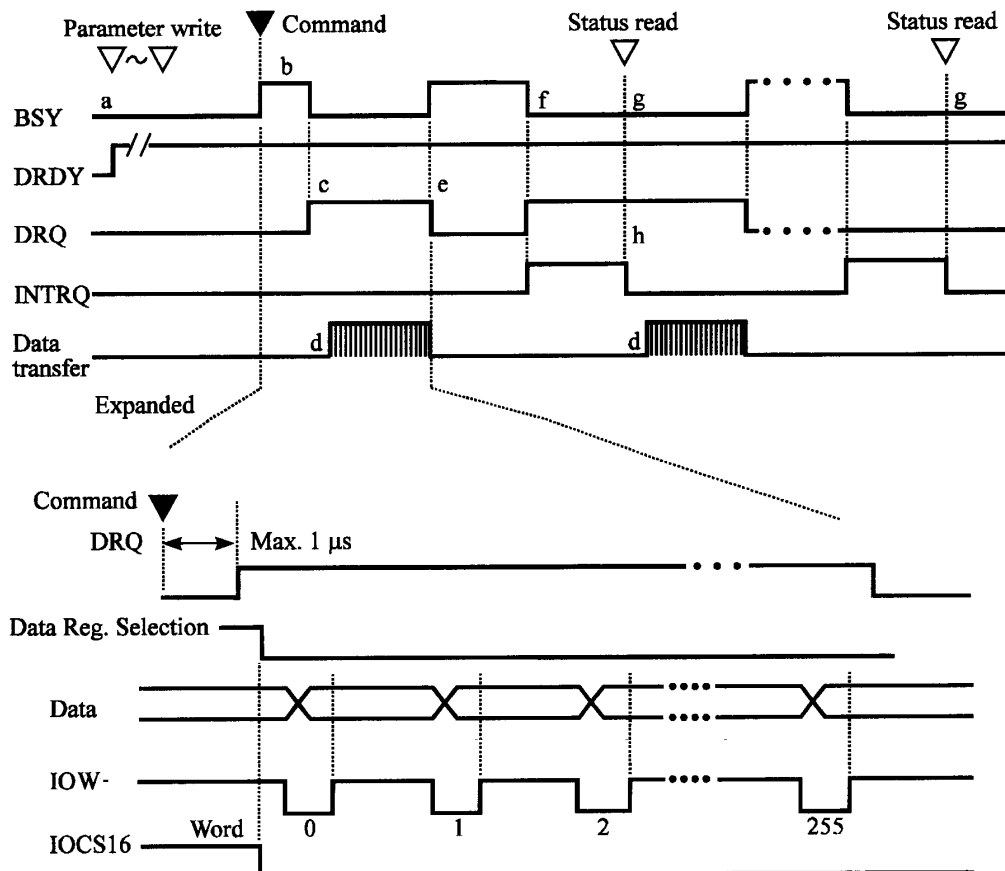 Parameter write
Command
Status read
Status read
~
b
a
f
g
g
BSY
DRDY
c
e
DRQ
h
INTRQ
Data
transfer
d
d
Expanded
Command
DRQ
Max. 1 μs
Data Reg. Selection
Data
IOW-
Word
0
1
2
255
IOCS16